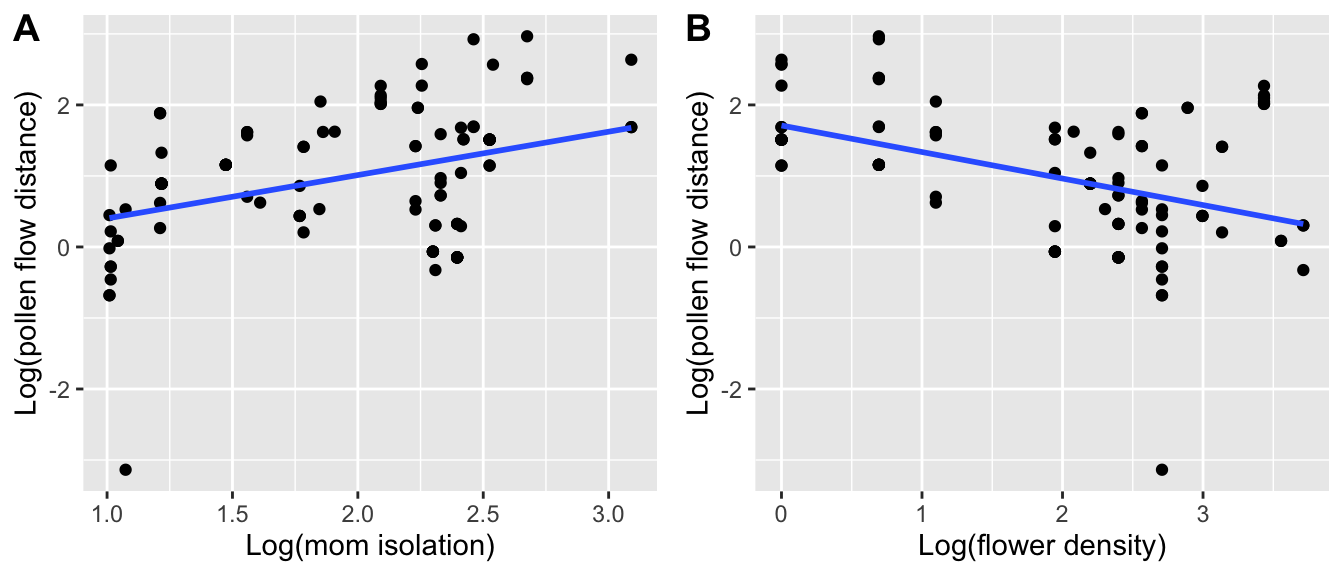 A
Log(pollen flow distance)
2
0
-2
1.0 1.5 2.0 2.5 3.0
Log(mom isolation)
B
Log(pollen flow distance)
2
0
-2
0 1 2 3
Log(flower density)